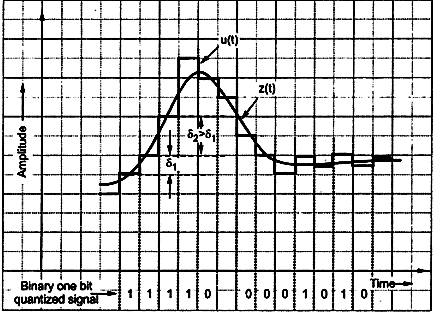 u(t)
z(t)
Amplitude
δ₂>δ₁
δ₁
Time
Binary one bit
quantized signal
1 1 1 1 0 0 0 0 1 0 1 0